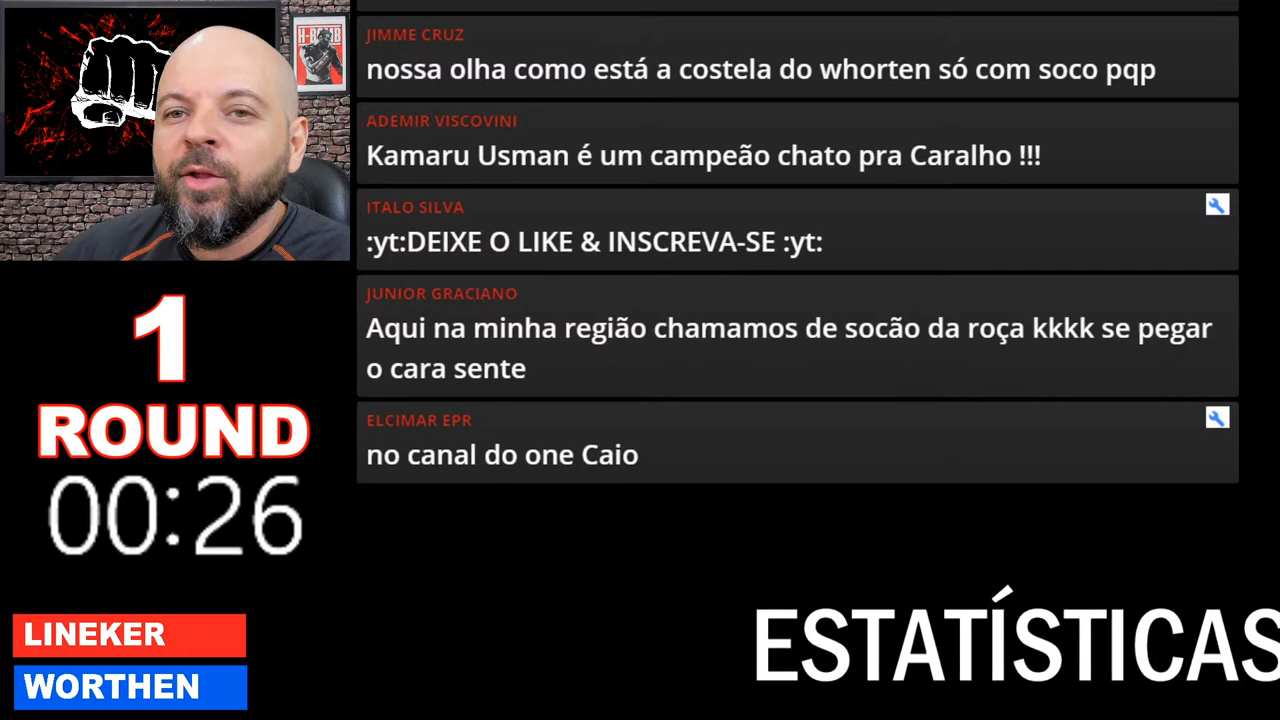 H-BOMB
JIMME CRUZ
nossa olha como está a costela do whorten só com soco pqp
ADEMIR VISCOVINI
Kamaru Usman é um campeão chato pra Caralho !!!
ITALO SILVA
:yt:DEIXE O LIKE & INSCREVA-SE :yt:
JUNIOR GRACIANO
Aqui na minha região chamamos de socão da roça kkkk se pegar
o cara sente
ELCIMAR EPR
no canal do one Caio
1
ROUND
00:26
LINEKER
WORTHEN
ESTATÍSTICAS